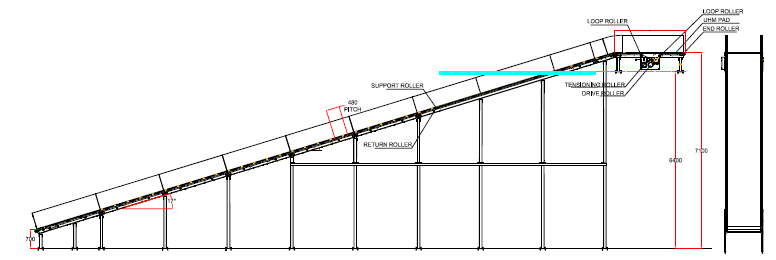 LOOP ROLLER
LOOP ROLLER
UHM PAD
END ROLLER
SUPPORT ROLLER
TENSIONING ROLLER
DRIVE ROLLER
480
PITCH
RETURN ROLLER
7100
6400
17°
700